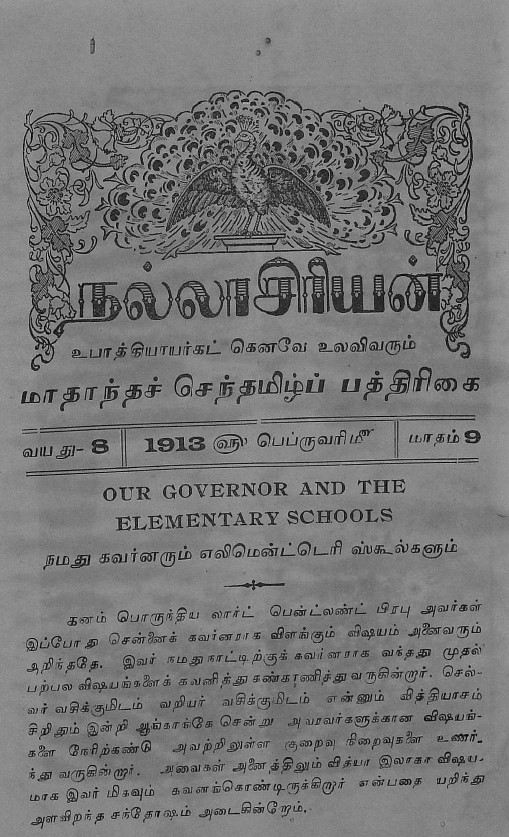 நல்லாசிரியன்
உபாத்தியாயர்கட் கெனவே உலவிவரும்
மாதாந்தச் செந்தமிழ்ப் பத்திரிகை
வயது- 8 1913 ௵ பெப்ருவரிமீ மாதம் 9
OUR GOVERNOR AND THE
ELEMENTARY SCHOOLS
நமது கவர்னரும் எலிமென்ட்டெரி ஸ்கூல்களும்
கனம் பொருந்திய லார்ட் பென்ட்லண்ட் பிரபு அவர்கள்
இப்போது சென்னைக் கவர்னராக விளங்கும் விஷயம் அனைவரும்
அறிந்ததே. இவர் நமதுநாட்டிற்குக் கவர்னராக வந்தது முதல்
பற்பல விஷயங்களைக் கவனித்து கண்காணித்து வருகின்றார். செல்-
வர் வசிக்குமிடம் வறியர் வசிக்குமிடம் என்னும் வித்தியாசம்
சிறிதும் இன்றி ஆங்காங்கே சென்று அவரவர்களுக்கான விஷயங்-
களை நேரிற்கண்டு அவற்றிலுள்ள குறைவு நிறைவுகளை உணர்-
ந்து வருகின்றார். அவைகள் அனைத்திலும் வித்யா இலாகா விஷய-
மாக இவர் மிகவும் கவனங்கொண்டிருக்கிறார் என்பதை யறிந்து
அளவிறந்த சந்தோஷம் அடைகின்றேம்.